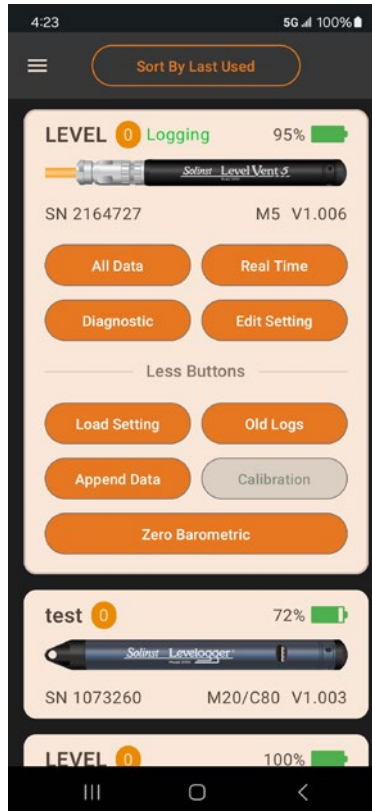 4:23 5G 100%
Sort By Last Used
LEVEL 0 Logging 95%
Solinst LevelVent 5
SN 2164727 M5 V1.006
All Data Real Time
Diagnostic Edit Setting
Less Buttons
Load Setting Old Logs
Append Data Calibration
Zero Barometric
test 0 72%
Solinst Levelogger
SN 1073260 M20/C80 V1.003
LEVEL 0 100%